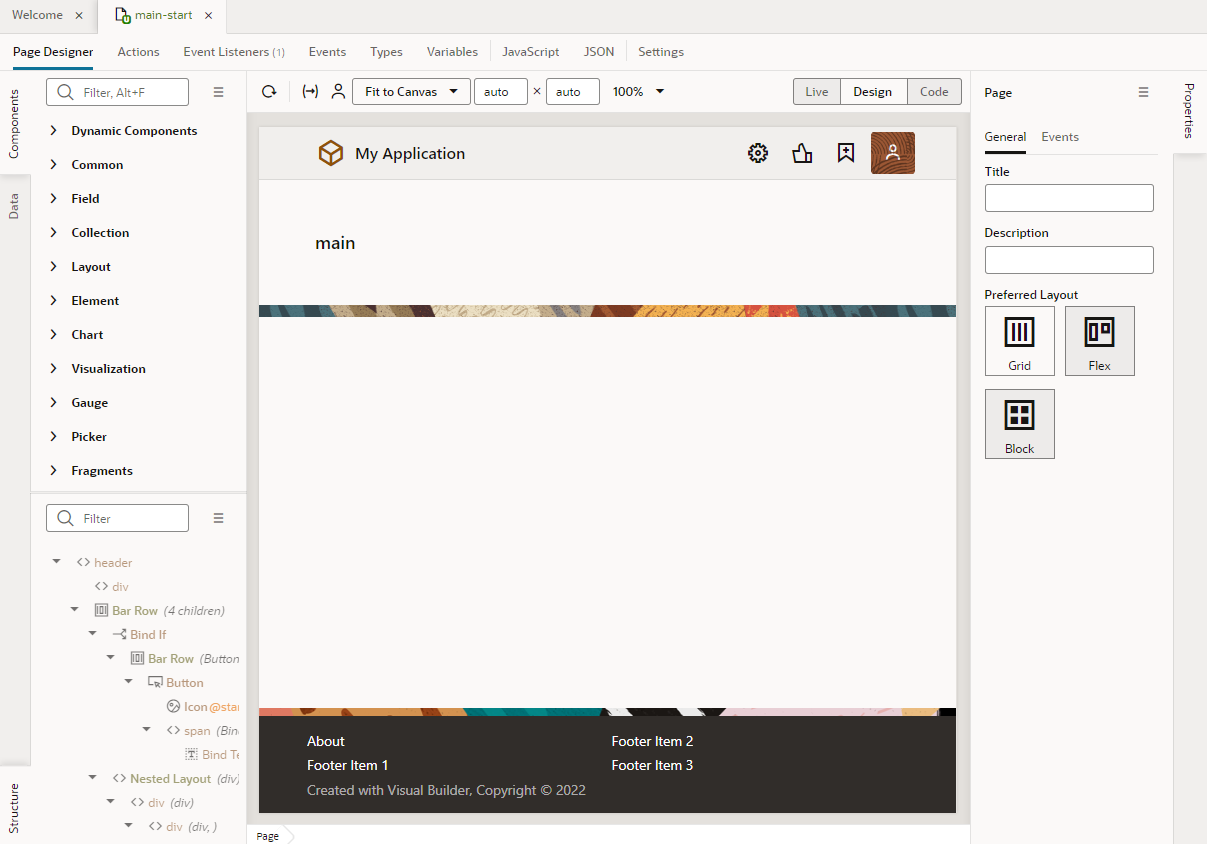 Welcome
main-start
Page Designer Actions Event Listeners (1) Events Types Variables JavaScript JSON Settings
Components
Data
Structure
Filter, Alt+F
Dynamic Components
Common
Field
Collection
Layout
Element
Chart
Visualization
Gauge
Picker
Fragments
Filter
header
div
Bar Row (4 children)
Bind If
Bar Row (Button
Button
Icon @star
span (Bin
Bind Te
Nested Layout (div)
div (div)
div (div, )
Fit to Canvas auto × auto 100% Live Design Code
My Application
main
About Footer Item 2
Footer Item 1 Footer Item 3
Created with Visual Builder, Copyright © 2022
Page
Page
General Events
Title
Description
Preferred Layout
Grid Flex
Block
Properties